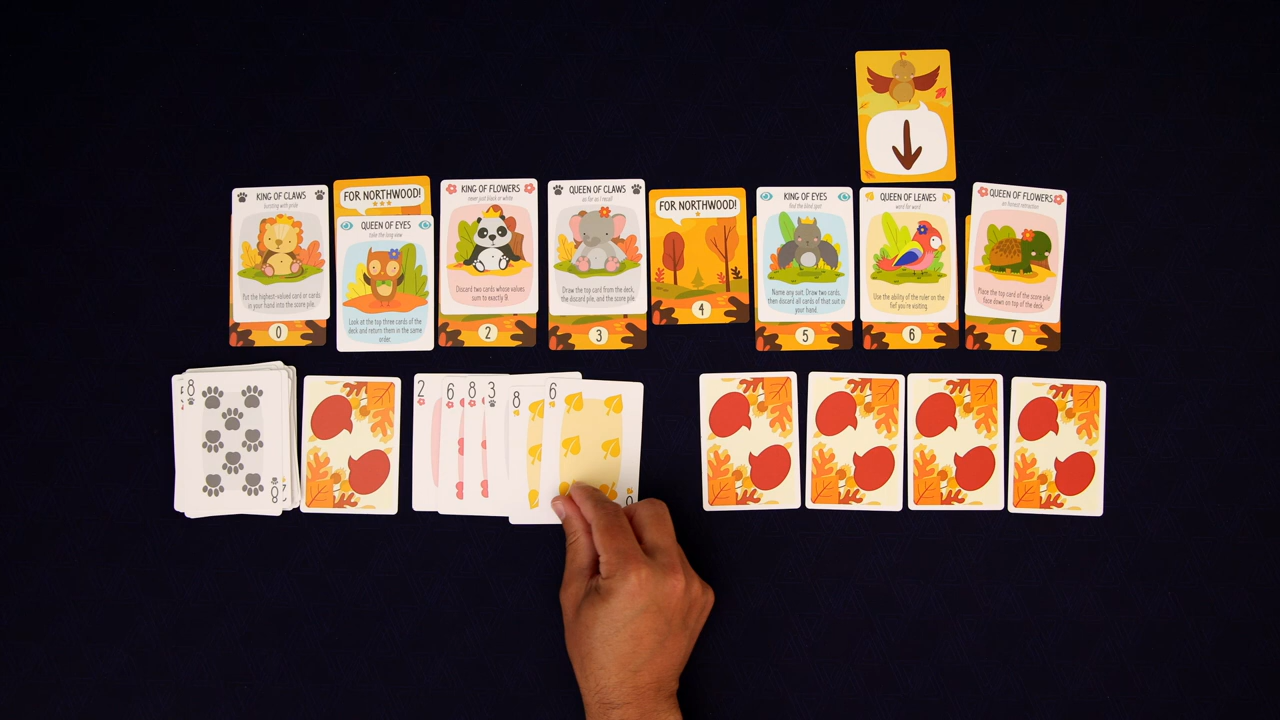 KING OF CLAWS
bursting with pride
Put the highest-valued card or cards
in your hand into the score pile.
0
FOR NORTHWOOD!
QUEEN OF EYES
take the long view
Look at the top three cards of the
deck and return them in the same
order.
KING OF FLOWERS
never just black or white
Discard two cards whose values
sum to exactly 9.
2
QUEEN OF CLAWS
as far as I recall
Draw the top card from the deck,
the discard pile, and the score pile.
3
FOR NORTHWOOD!
4
KING OF EYES
find the blind spot
Name any suit. Draw two cards,
then discard all cards of that suit in
your hand.
5
QUEEN OF LEAVES
word for word
Use the ability of the ruler on the
fief you're visiting.
6
QUEEN OF FLOWERS
an honest retraction
Place the top card of the score pile
face down on top of the deck.
7
8
8
2
6
8
3
8
6